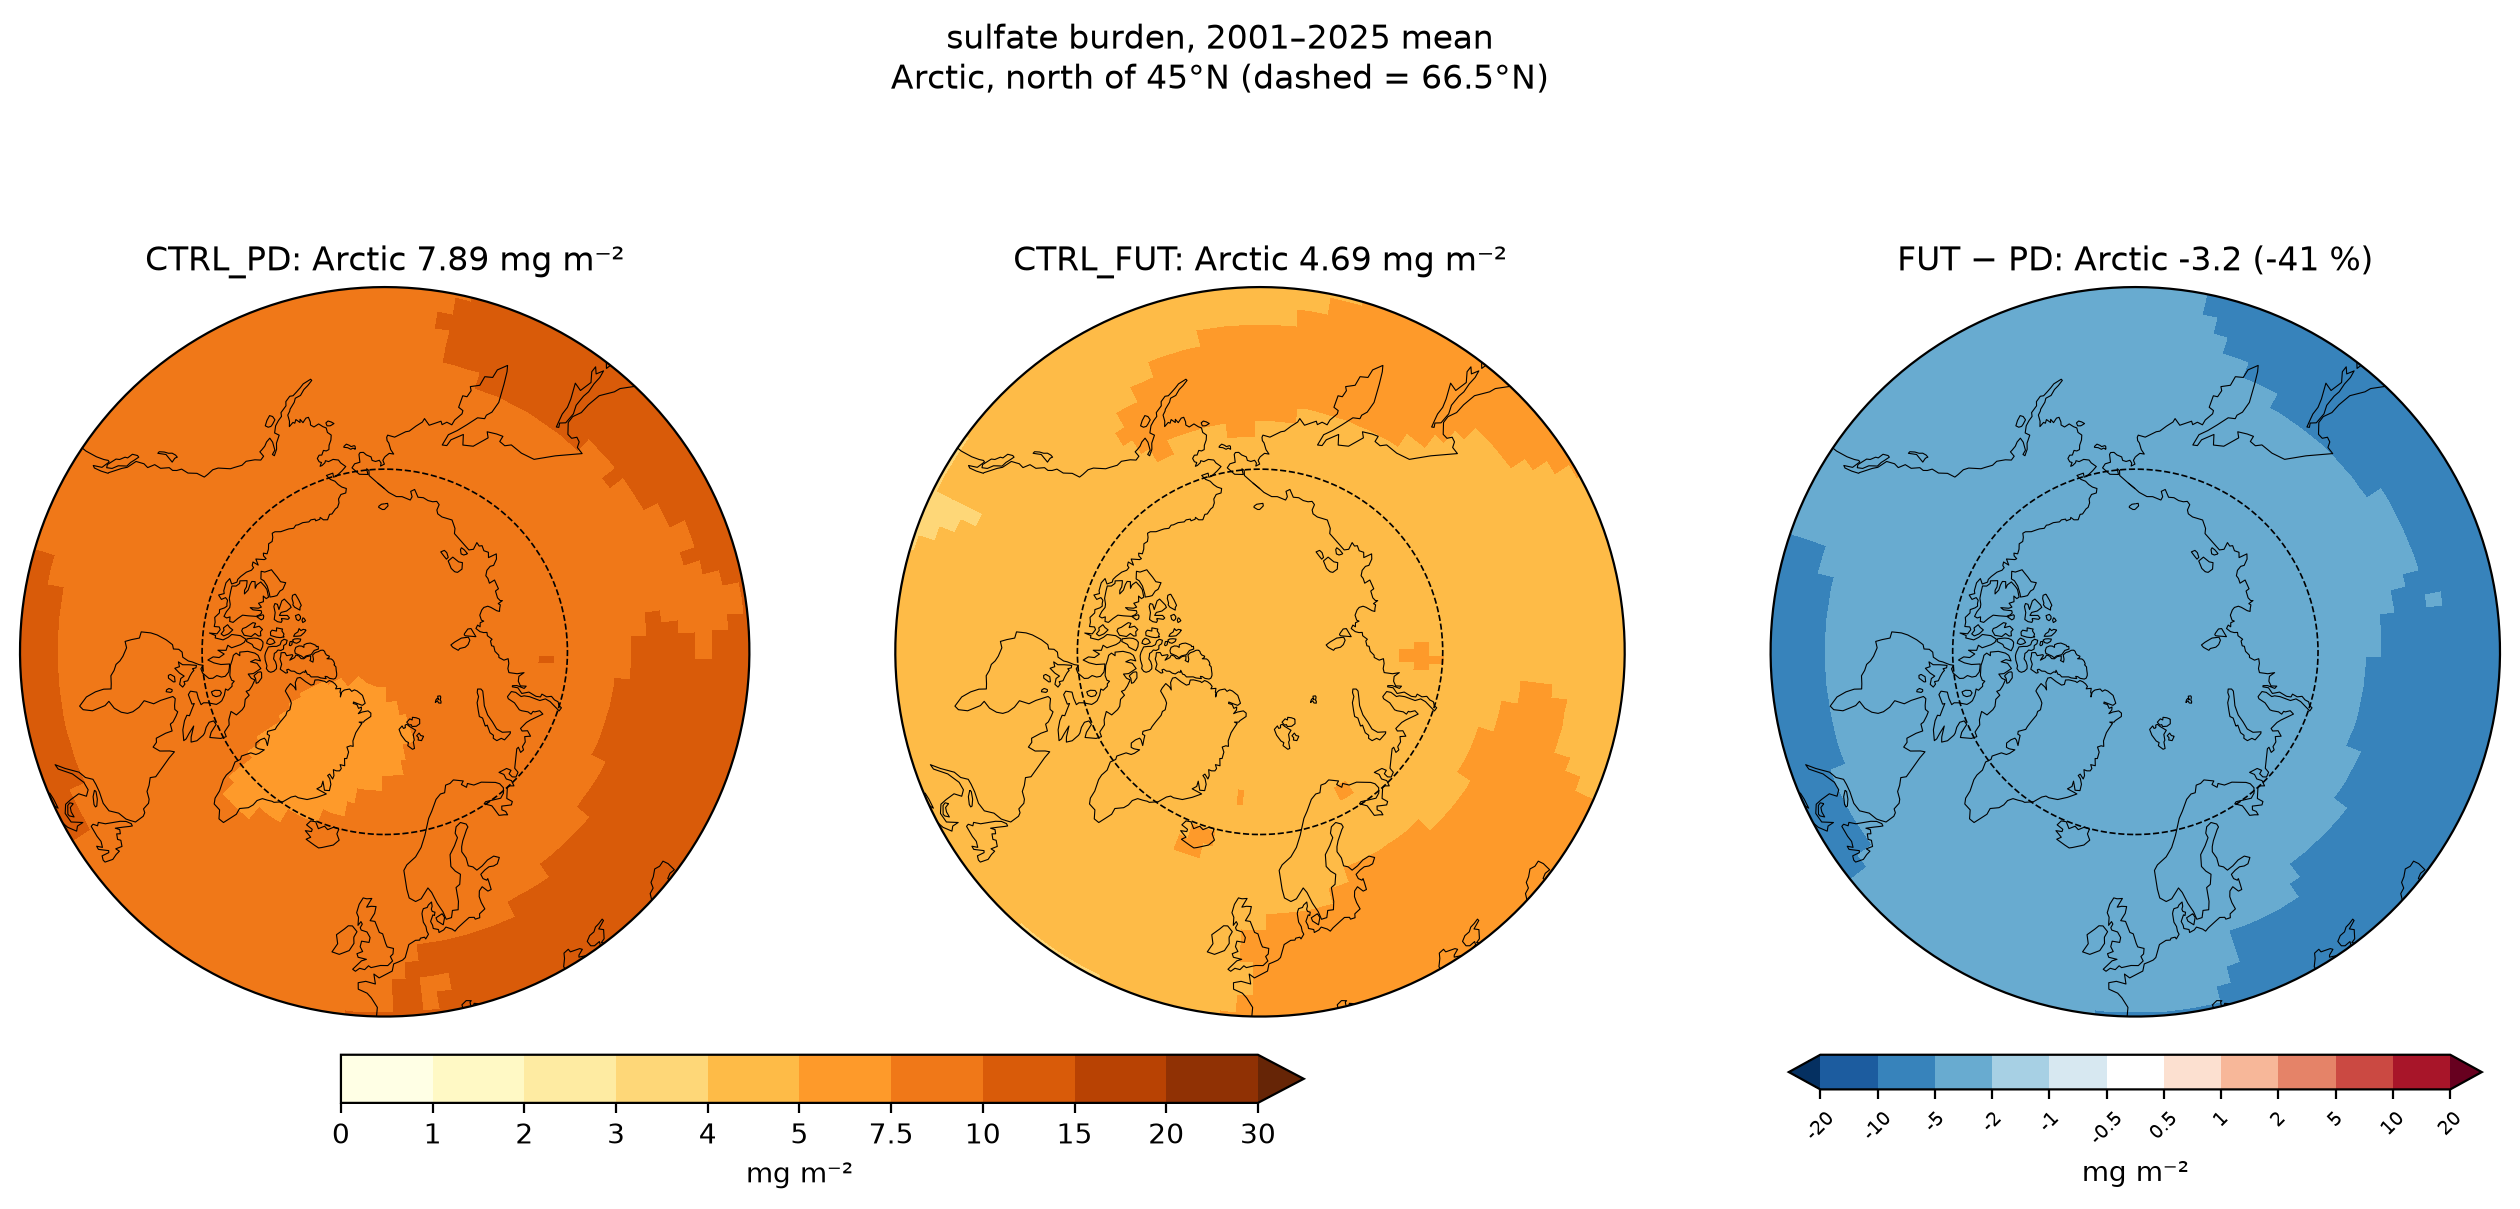 sulfate burden, 2001–2025 mean
Arctic, north of 45°N (dashed = 66.5°N)
CTRL_PD: Arctic 7.89 mg m⁻²
CTRL_FUT: Arctic 4.69 mg m⁻²
FUT − PD: Arctic -3.2 (-41 %)
0 1 2 3 4 5 7.5 10 15 20 30
mg m⁻²
-20 -10 -5 -2 -1 -0.5 0.5 1 2 5 10 20
mg m⁻²